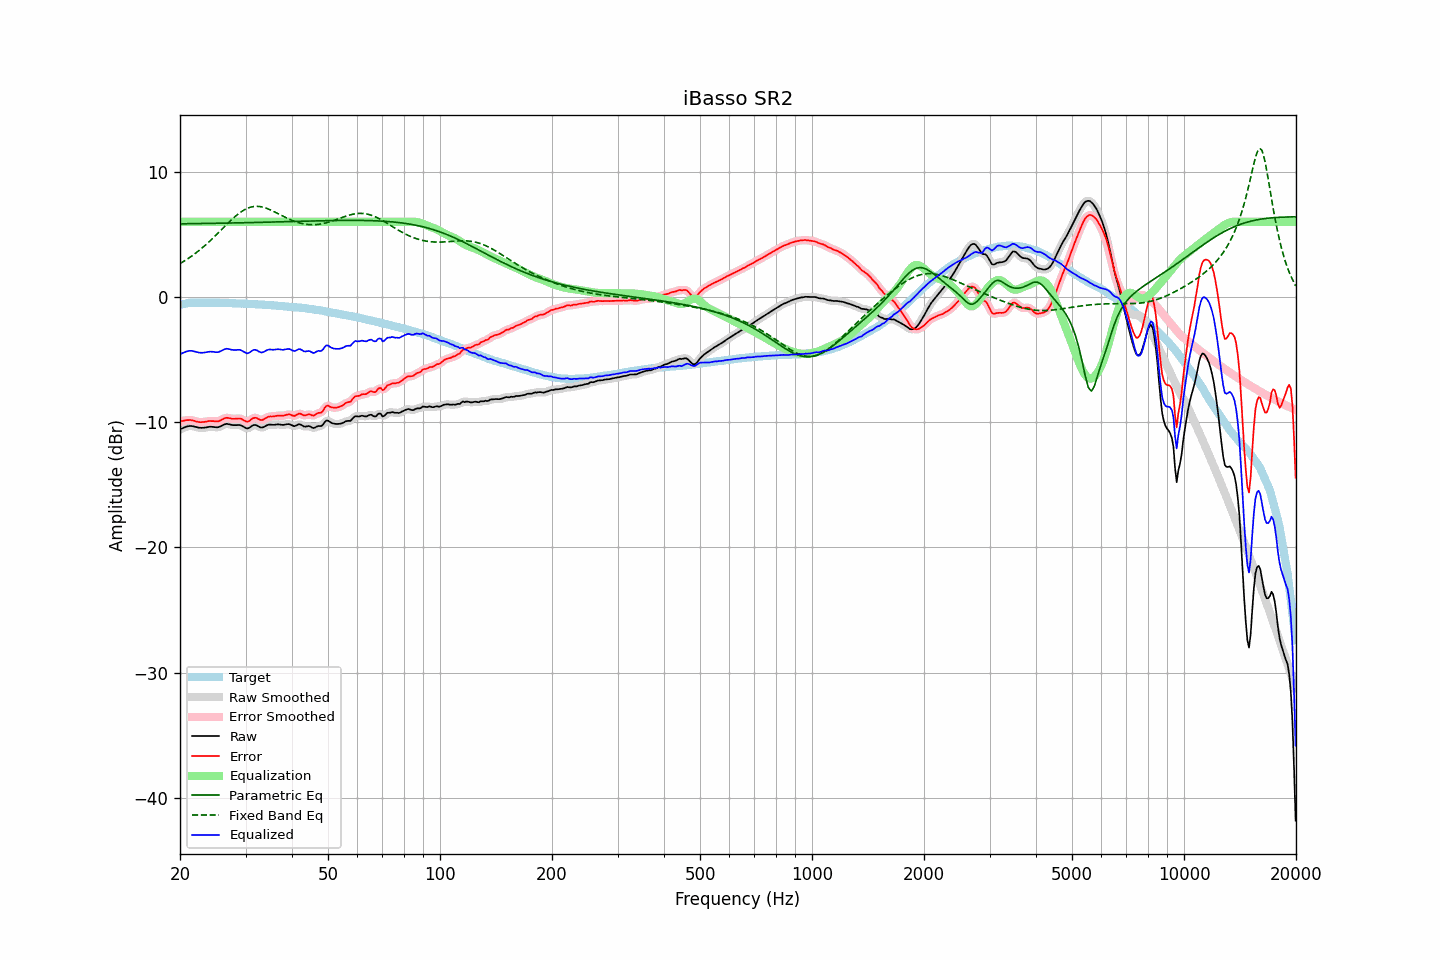 iBasso SR2
Amplitude (dBr)
10
0
−10
−20
−30
−40
Target
Raw Smoothed
Error Smoothed
Raw
Error
Equalization
Parametric Eq
Fixed Band Eq
Equalized
20 50 100 200 500 1000 2000 5000 10000 20000
Frequency (Hz)